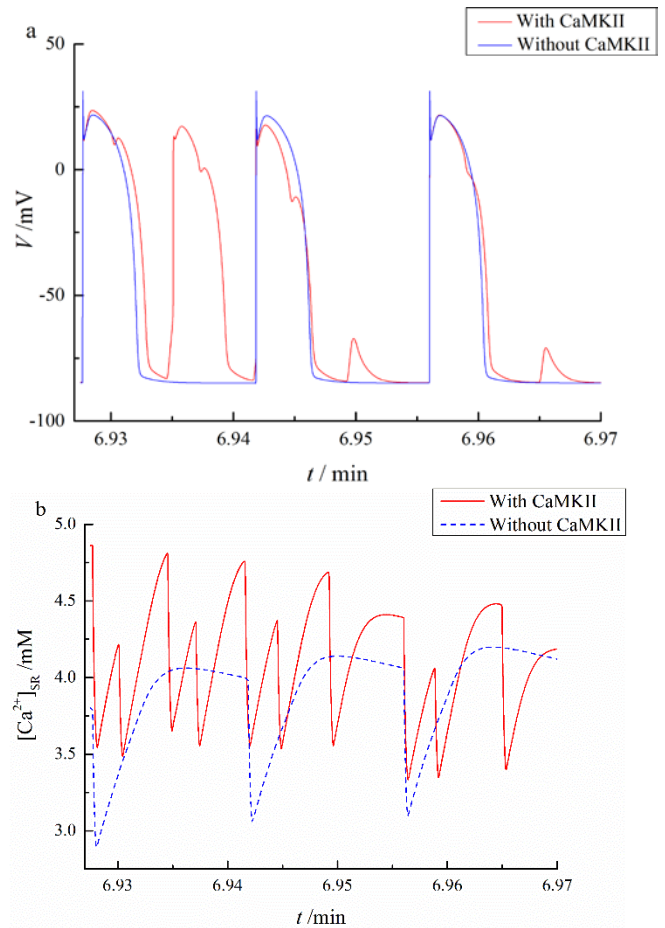 a
With CaMKII
Without CaMKII
50
0
-50
-100
V /mV
6.93 6.94 6.95 6.96 6.97
t / min
b
With CaMKII
Without CaMKII
5.0
4.5
4.0
3.5
3.0
[Ca2+]SR /mM
6.93 6.94 6.95 6.96 6.97
t /min